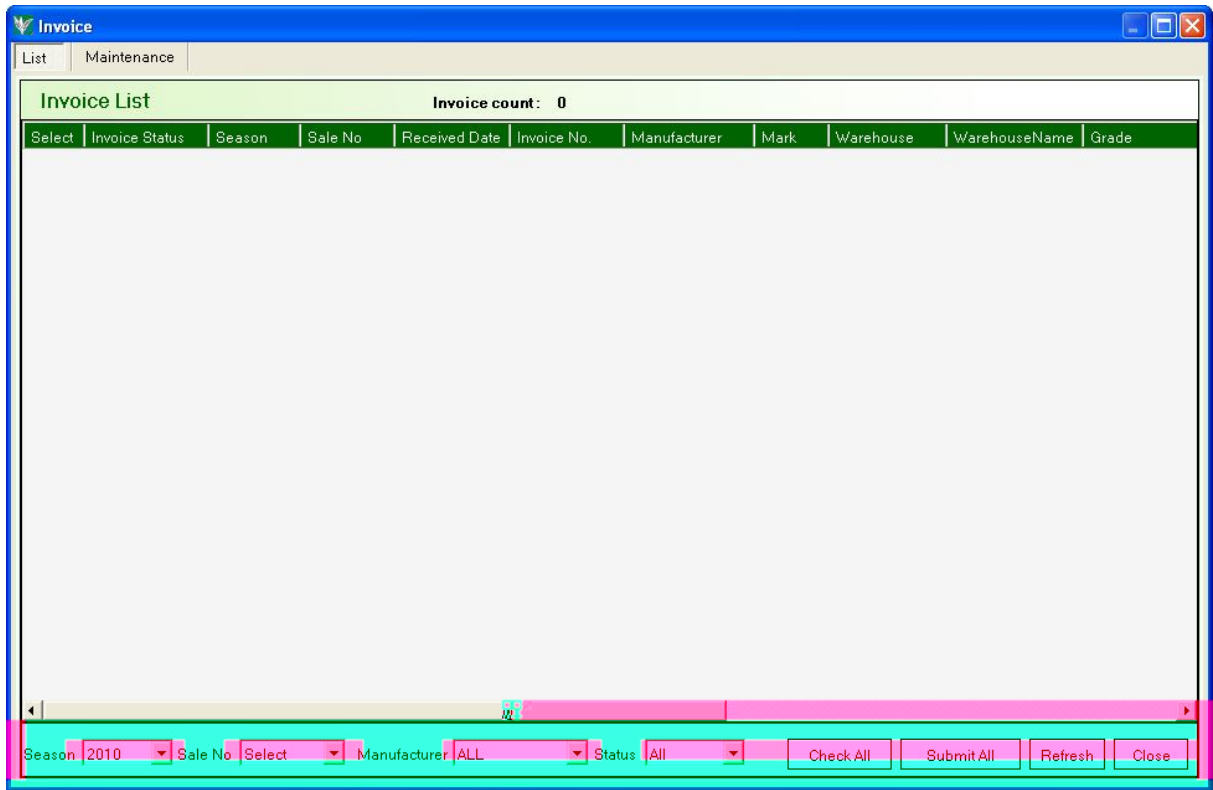 Invoice
List Maintenance
Invoice List Invoice count: 0
Select Invoice Status Season Sale No Received Date Invoice No. Manufacturer Mark Warehouse WarehouseName Grade
Season 2010 Sale No Select Manufacturer ALL Status All Check All Submit All Refresh Close